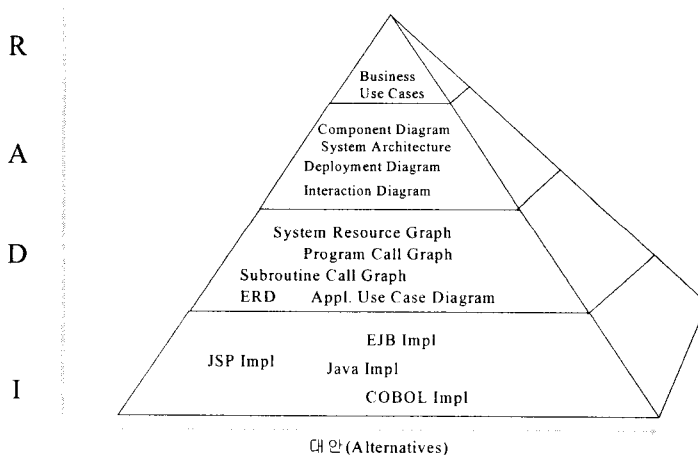 R
Business
Use Cases
A
Component Diagram
System Architecture
Deployment Diagram
Interaction Diagram
D
System Resource Graph
Program Call Graph
Subroutine Call Graph
ERD Appl. Use Case Diagram
I
EJB Impl
JSP Impl
Java Impl
COBOL Impl
대안(Alternatives)